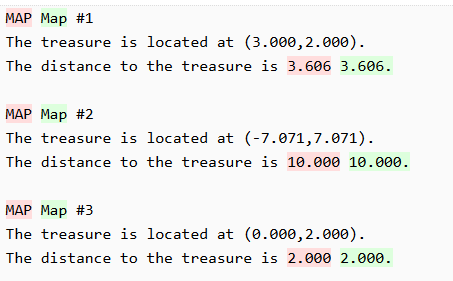 MAP Map #1
The treasure is located at (3.000,2.000).
The distance to the treasure is 3.606 3.606.
MAP Map #2
The treasure is located at (-7.071,7.071).
The distance to the treasure is 10.000 10.000.
MAP Map #3
The treasure is located at (0.000,2.000).
The distance to the treasure is 2.000 2.000.